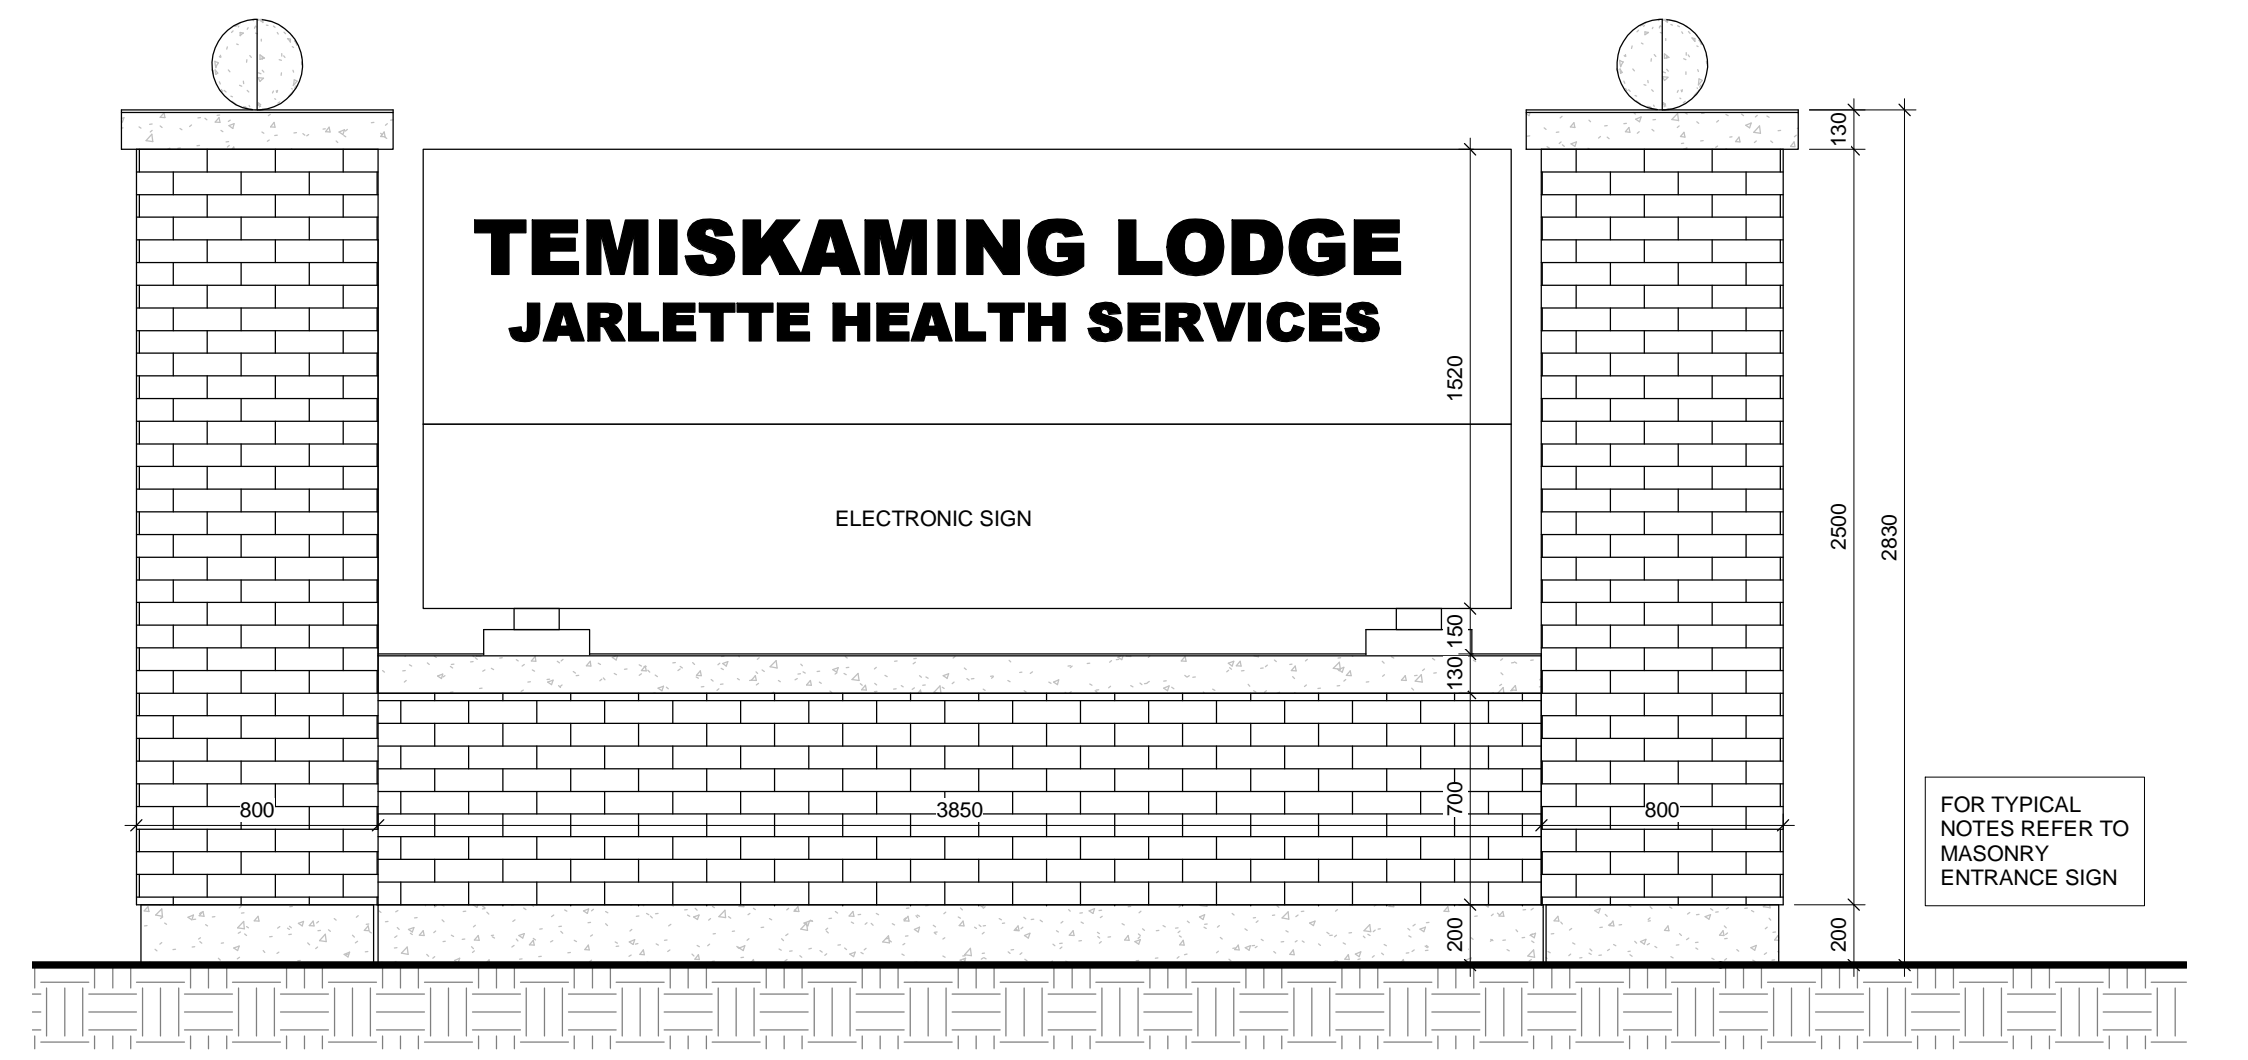 130
TEMISKAMING LODGE
JARLETTE HEALTH SERVICES
1520
ELECTRONIC SIGN
2500
2830
150
130
700
800
3850
800
FOR TYPICAL
NOTES REFER TO
MASONRY
ENTRANCE SIGN
200
200